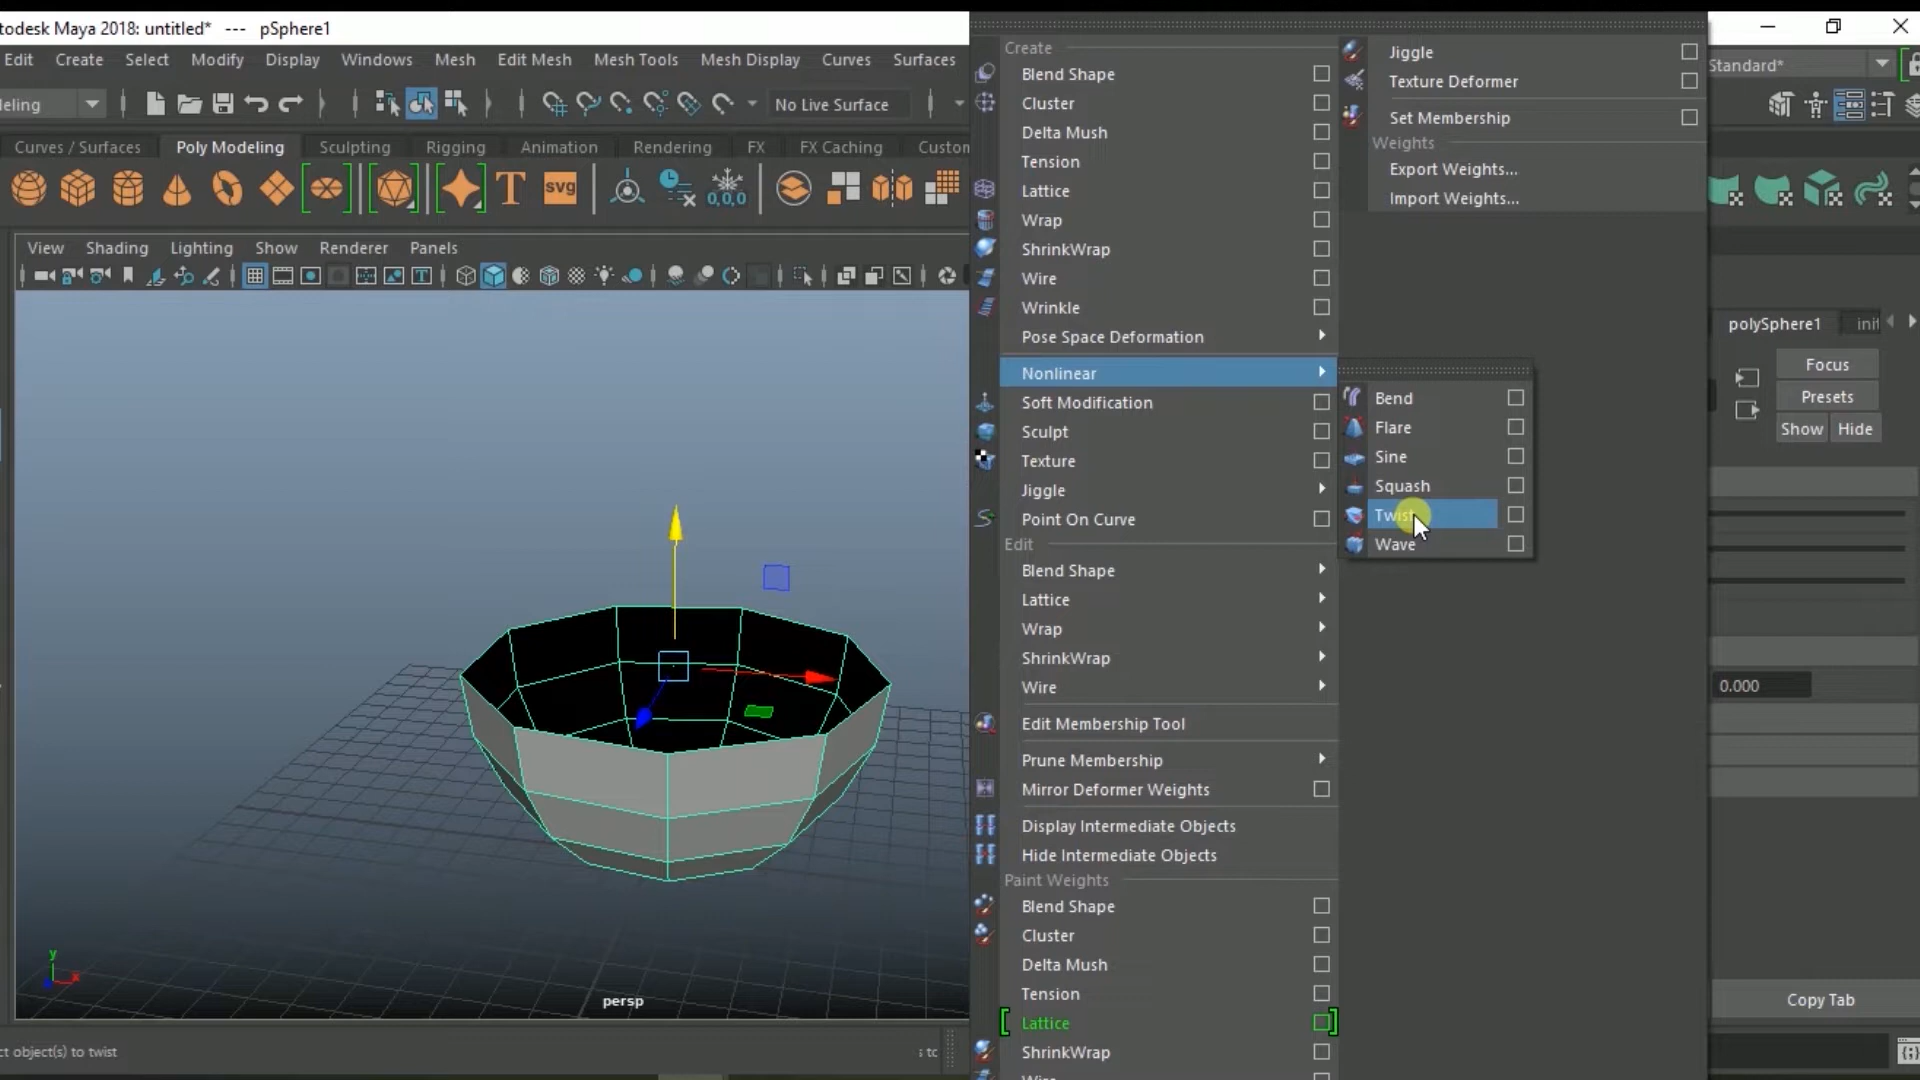 todesk Maya 2018: untitled* --- pSphere1
Edit Create Select Modify Display Windows Mesh Edit Mesh Mesh Tools Mesh Display Curves Surfaces
eling No Live Surface
Curves / Surfaces Poly Modeling Sculpting Rigging Animation Rendering FX FX Caching Custom
T svg 0,0,0
View Shading Lighting Show Renderer Panels
Create
Blend Shape
Cluster
Delta Mush
Tension
Lattice
Wrap
ShrinkWrap
Wire
Wrinkle
Pose Space Deformation
Nonlinear
Soft Modification
Sculpt
Texture
Jiggle
Point On Curve
Edit
Blend Shape
Lattice
Wrap
ShrinkWrap
Wire
Edit Membership Tool
Prune Membership
Mirror Deformer Weights
Display Intermediate Objects
Hide Intermediate Objects
Paint Weights
Blend Shape
Cluster
Delta Mush
Tension
Lattice
ShrinkWrap
Wire
Jiggle
Texture Deformer
Set Membership
Weights
Export Weights...
Import Weights...
Bend
Flare
Sine
Squash
Twist
Wave
Standard*
polySphere1 init
Focus
Presets
Show Hide
0.000
Copy Tab
y
x
persp
ct object(s) to twist